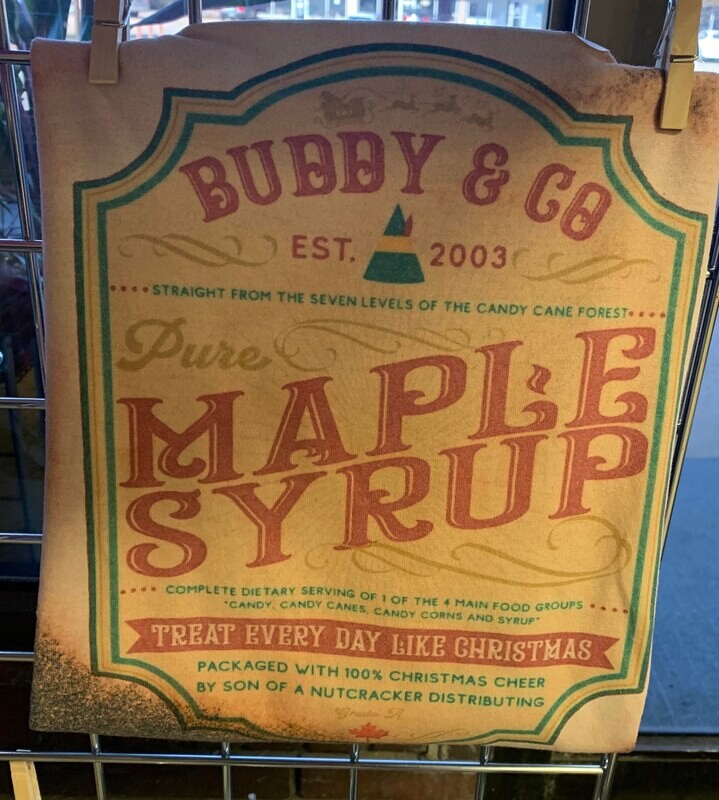 BUDDY & CO
EST. 2003
STRAIGHT FROM THE SEVEN LEVELS OF THE CANDY CANE FOREST
Pure
MAPLE
SYRUP
COMPLETE DIETARY SERVING OF 1 OF THE 4 MAIN FOOD GROUPS
"CANDY, CANDY CANES, CANDY CORNS AND SYRUP"
TREAT EVERY DAY LIKE CHRISTMAS
PACKAGED WITH 100% CHRISTMAS CHEER
BY SON OF A NUTCRACKER DISTRIBUTING